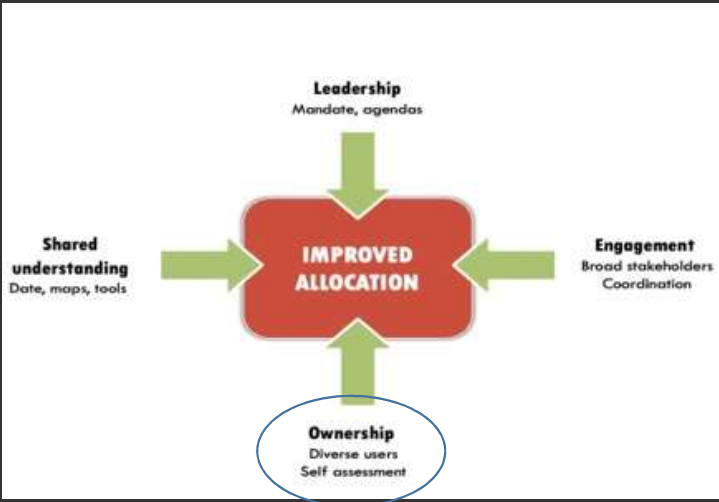 Leadership
Mandate, agendas
Shared
understanding
Date, maps, tools
IMPROVED
ALLOCATION
Engagement
Broad stakeholders
Coordination
Ownership
Diverse users
Self assessment